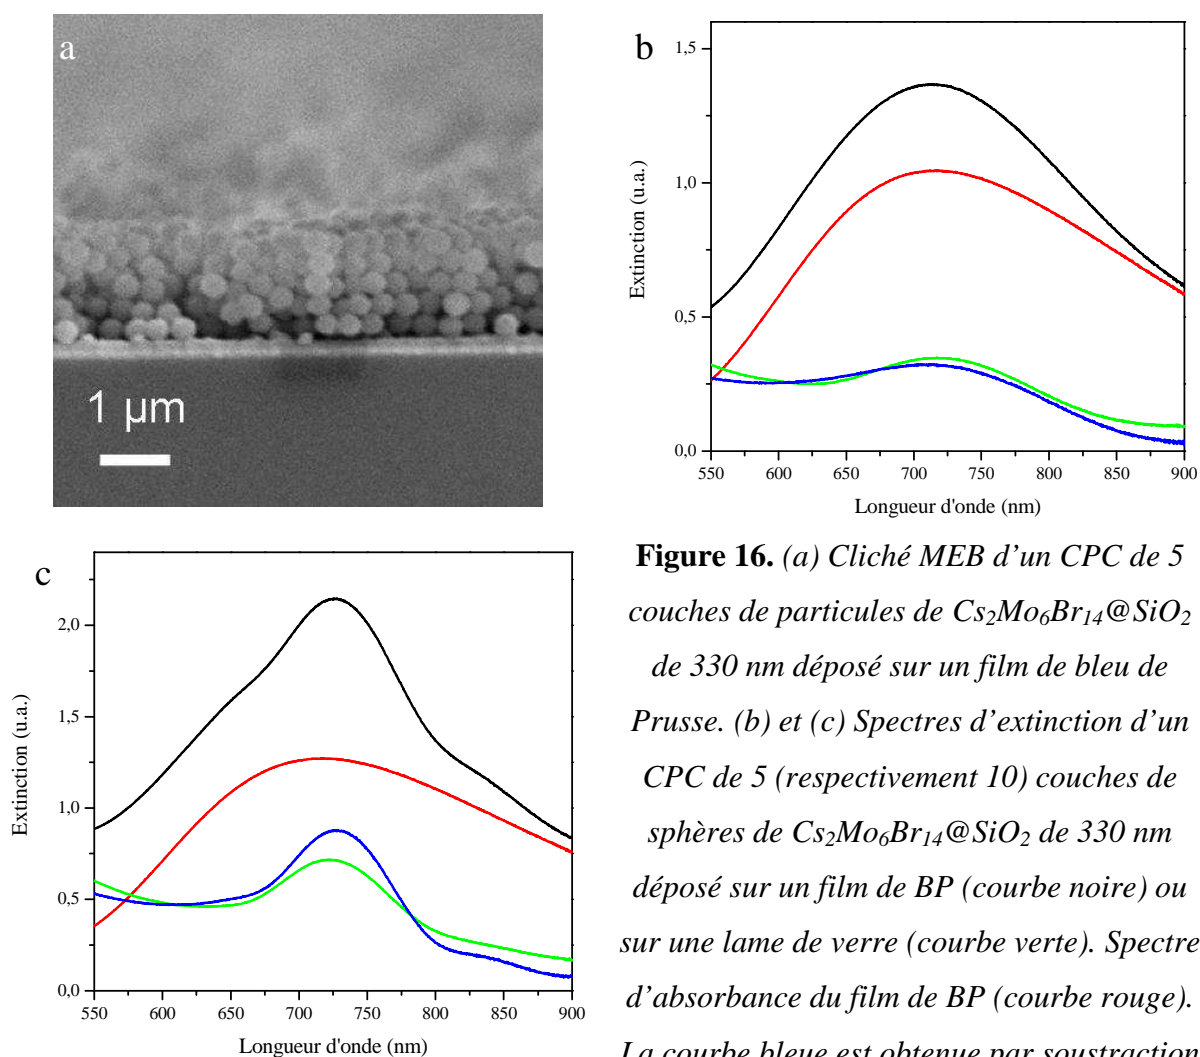 a
1 μm
b
1,5
1,0
0,5
0,0
Extinction (u.a.)
550 600 650 700 750 800 850 900
Longueur d'onde (nm)
c
2,0
1,5
1,0
0,5
0,0
Extinction (u.a.)
550 600 650 700 750 800 850 900
Longueur d'onde (nm)
Figure 16. (a) Cliché MEB d’un CPC de 5
couches de particules de Cs2Mo6Br14@SiO2
de 330 nm déposé sur un film de bleu de
Prusse. (b) et (c) Spectres d’extinction d’un
CPC de 5 (respectivement 10) couches de
sphères de Cs2Mo6Br14@SiO2 de 330 nm
déposé sur un film de BP (courbe noire) ou
sur une lame de verre (courbe verte). Spectre
d’absorbance du film de BP (courbe rouge).
La courbe bleue est obtenue par soustraction